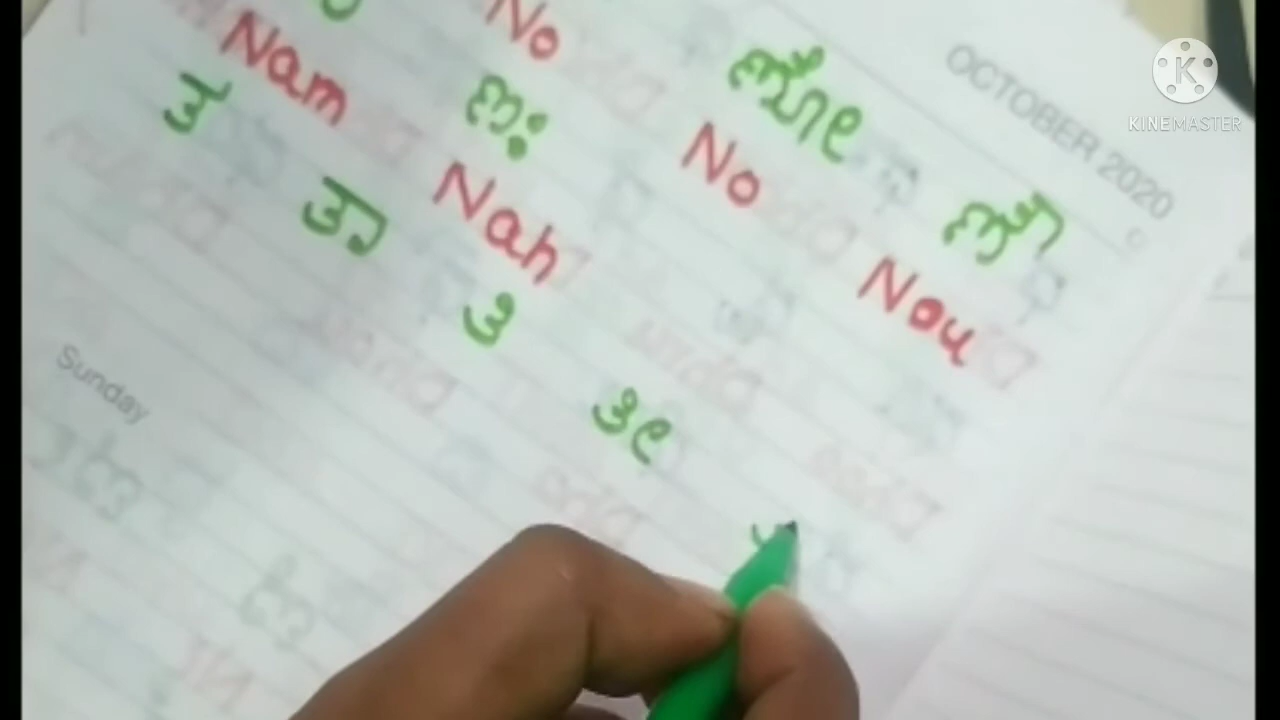 OCTOBER 2020
No ಣೋ ಣೌ
Nam ಣಃ No Nou
ತ್ ತಾ Nah
ತಿ ತೀ
Sunday
KINEMASTER